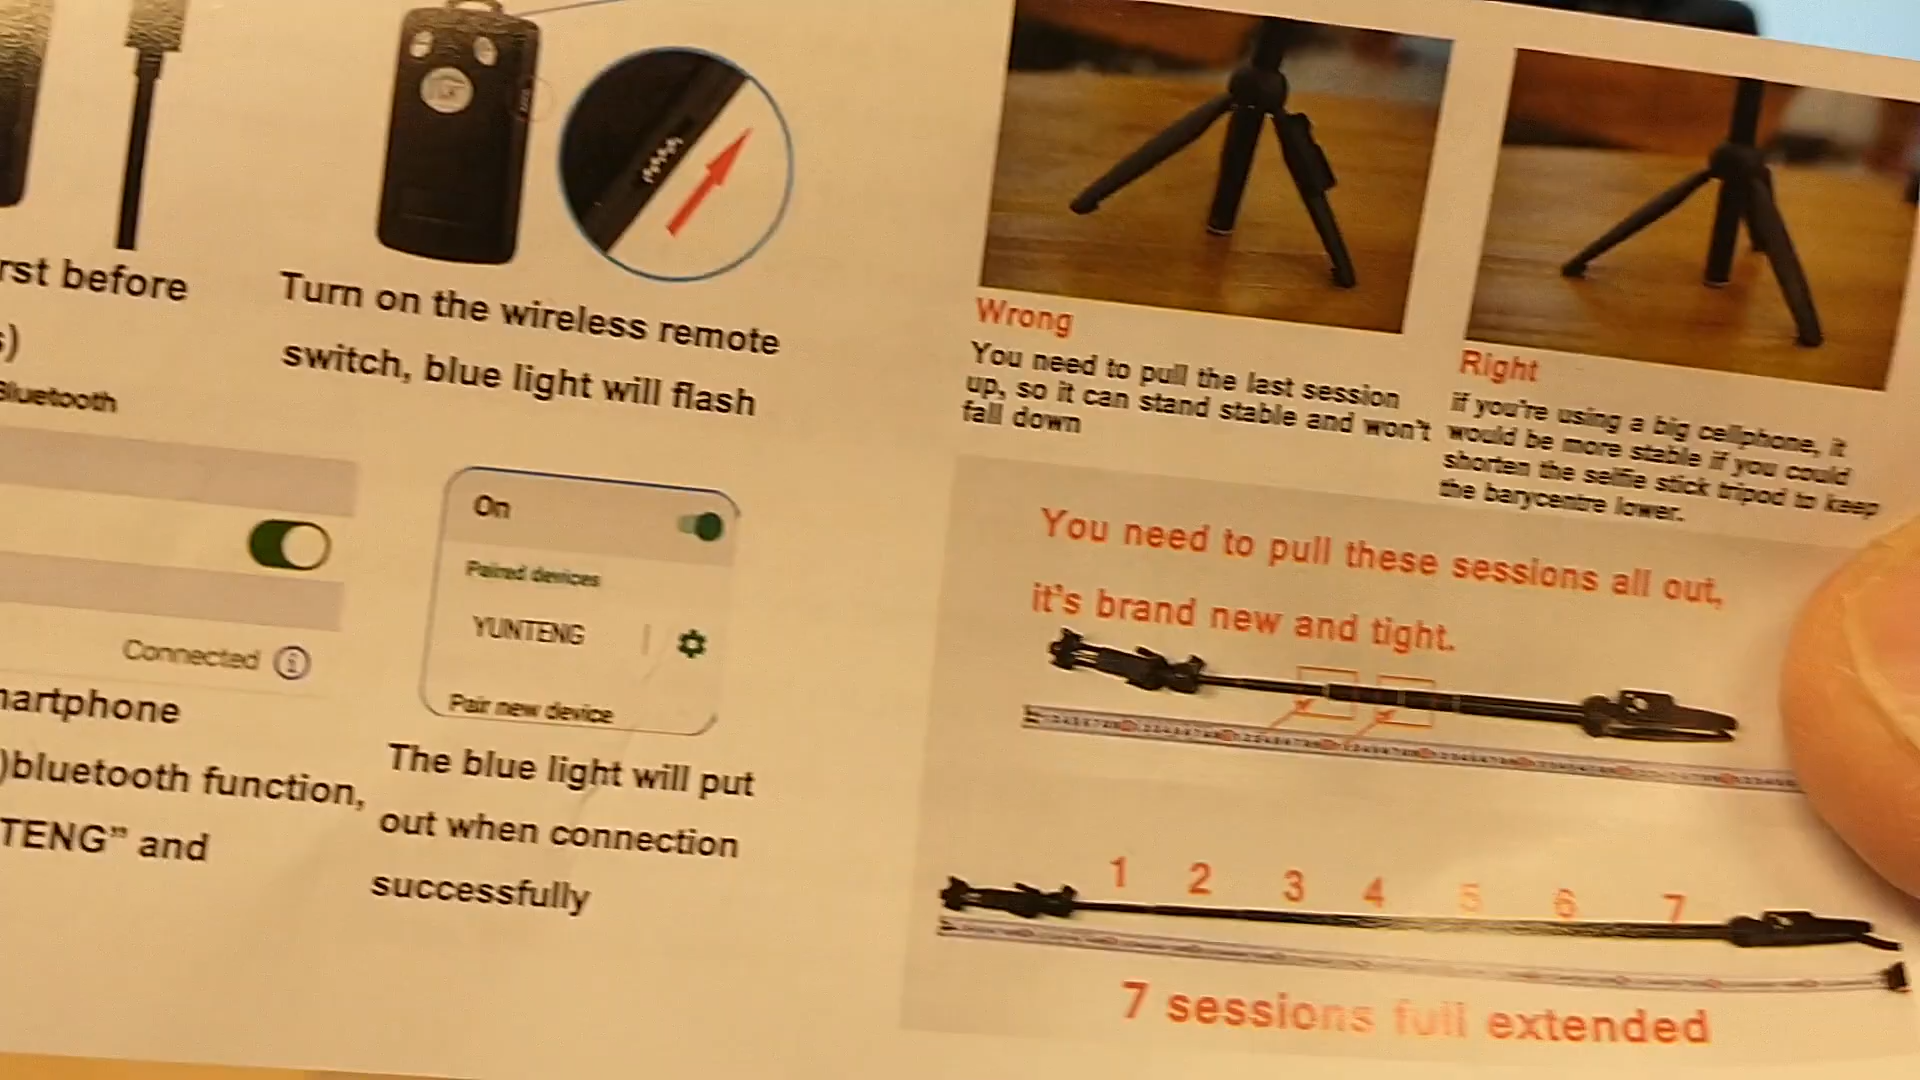 rst before
s)
Bluetooth
Connected
martphone
)bluetooth function,
TENG” and
Turn on the wireless remote
switch, blue light will flash
On
Paired devices
YUNTENG
Pair new device
The blue light will put
out when connection
successfully
Wrong
You need to pull the last session
up, so it can stand stable and won't
fall down
Right
if you're using a big cellphone, it
would be more stable if you could
shorten the selfie stick tripod to keep
the barycentre lower.
You need to pull these sessions all out,
it's brand new and tight.
1 2 3 4 5 6 7
7 sessions full extended